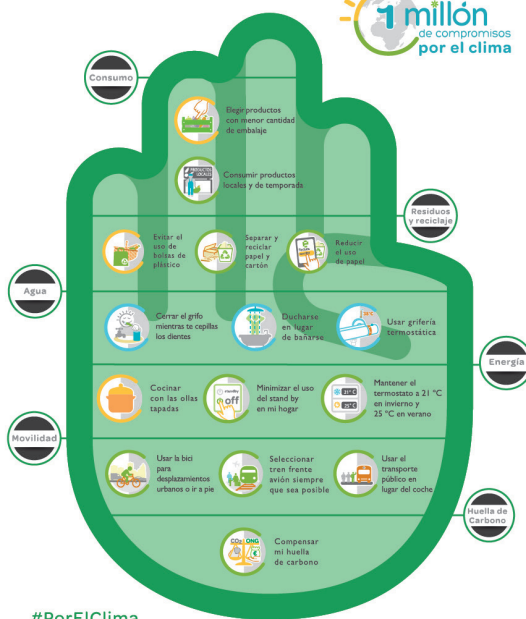 1 millón
de compromisos
por el clima
Consumo
Elegir productos
con menor cantidad
de embalaje
PRODUCTOS
LOCALES
Consumir productos
locales y de temporada
Residuos
y reciclaje
Evitar el
uso de
bolsas de
plástico
Separar y
reciclar
papel y
cartón
Reducir
el uso
de papel
Agua
Cerrar el grifo
mientras te cepillas
los dientes
Ducharse
en lugar
de bañarse
Usar grifería
termostática
Energía
Cocinar
con las ollas
tapadas
standby
off
Minimizar el uso
del stand by
en mi hogar
21° C
25° C
Mantener el
termostato a 21 °C
en invierno y
25 °C en verano
Movilidad
Usar la bici
para
desplazamientos
urbanos o ir a pie
Seleccionar
tren frente
avión siempre
que sea posible
Usar el
transporte
público en
lugar del coche
Huella de
Carbono
CO₂ ONG
Compensar
mi huella
de carbono
#PorElClima